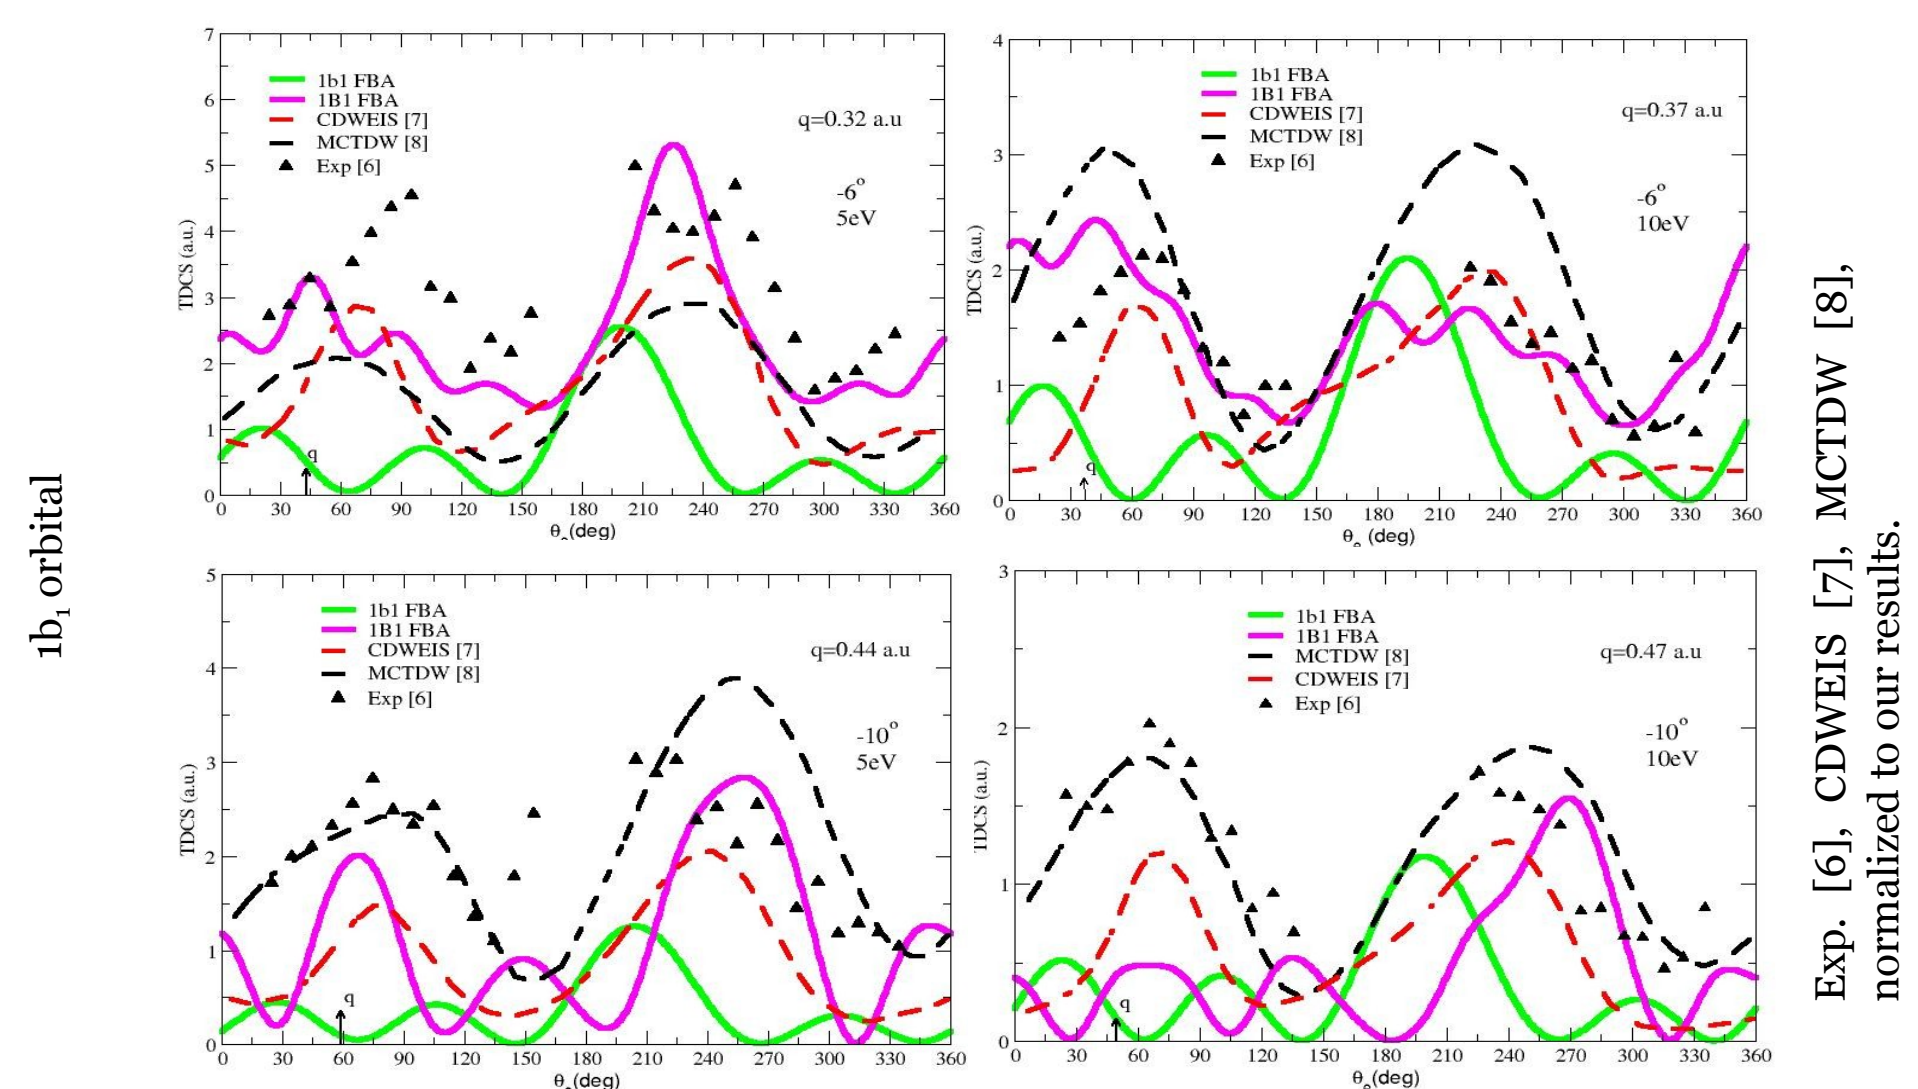 1b₁ orbital
7
6
5
4
3
2
1
0
TDCS (a.u.)
1b1 FBA
1B1 FBA
CDWEIS [7]
MCTDW [8]
Exp [6]
q=0.32 a.u
-6°
5eV
q
0 30 60 90 120 150 180 210 240 270 300 330 360
θe(deg)
4
3
2
1
0
TDCS (a.u.)
1b1 FBA
1B1 FBA
CDWEIS [7]
MCTDW [8]
Exp [6]
q=0.37 a.u
-6°
10eV
q
0 30 60 90 120 150 180 210 240 270 300 330 360
θe (deg)
5
4
3
2
1
0
TDCS (a.u.)
1b1 FBA
1B1 FBA
CDWEIS [7]
MCTDW [8]
Exp [6]
q=0.44 a.u
-10°
5eV
q
0 30 60 90 120 150 180 210 240 270 300 330 360
θe(deg)
3
2
1
0
TDCS (a.u.)
1b1 FBA
1B1 FBA
MCTDW [8]
CDWEIS [7]
Exp [6]
q=0.47 a.u
-10°
10eV
q
0 30 60 90 120 150 180 210 240 270 300 330 360
θe(deg)
Exp. [6], CDWEIS [7], MCTDW [8],
normalized to our results.